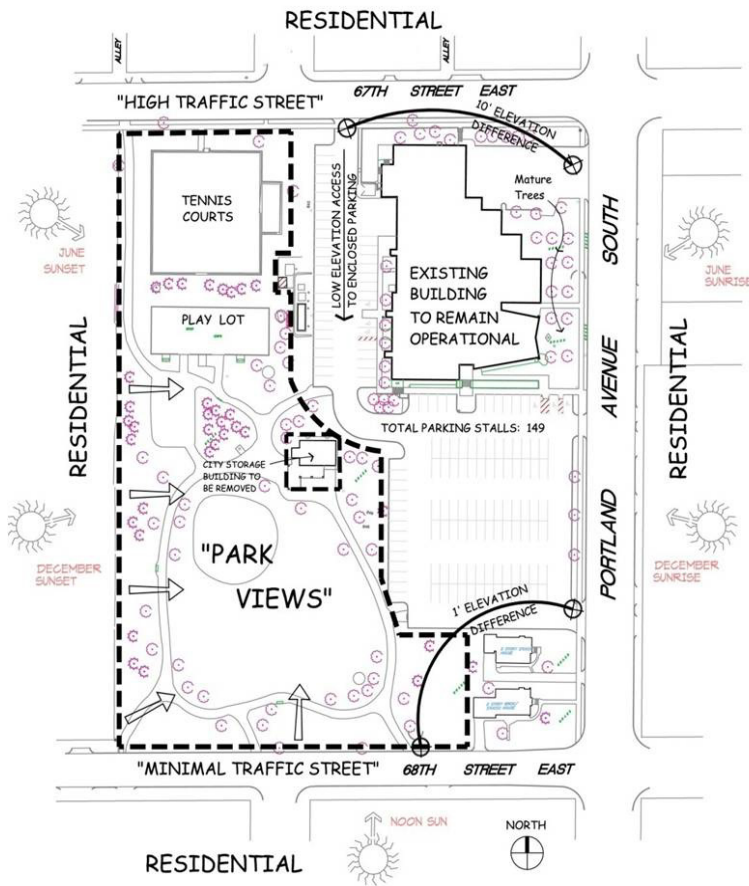 RESIDENTIAL
ALLEY
ALLEY
67TH STREET EAST
"HIGH TRAFFIC STREET"
10' ELEVATION
DIFFERENCE
TENNIS
COURTS
LOW ELEVATION ACCESS
TO ENCLOSED PARKING
Mature
Trees
JUNE
SUNSET
JUNE
SUNRISE
EXISTING
BUILDING
TO REMAIN
OPERATIONAL
PLAY LOT
PORTLAND AVENUE SOUTH
RESIDENTIAL
RESIDENTIAL
TOTAL PARKING STALLS: 149
CITY STORAGE
BUILDING TO
BE REMOVED
"PARK
VIEWS"
DECEMBER
SUNSET
DECEMBER
SUNRISE
1' ELEVATION
DIFFERENCE
"MINIMAL TRAFFIC STREET"
68TH STREET EAST
NOON SUN
NORTH
RESIDENTIAL